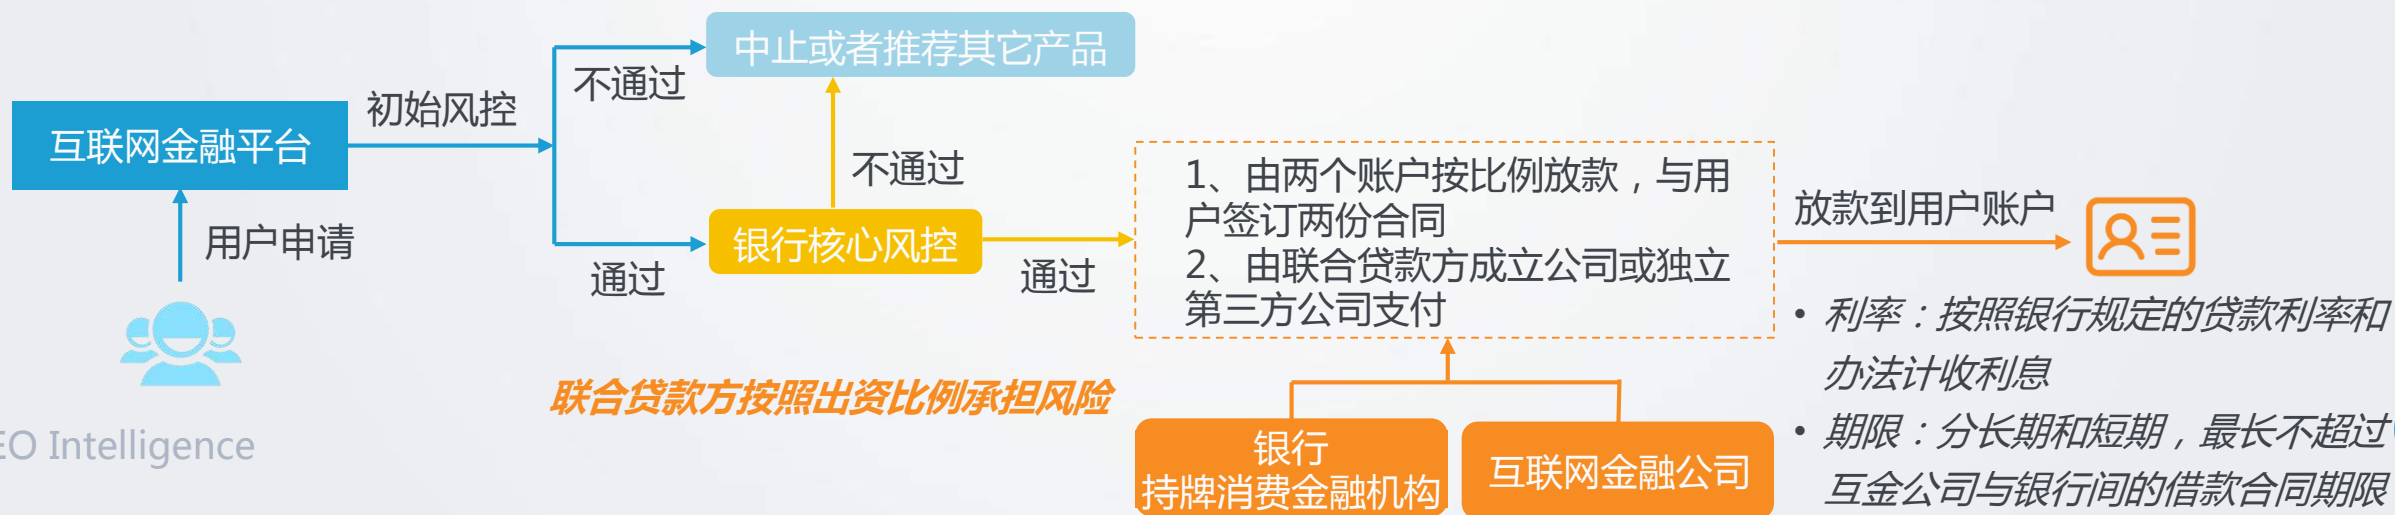 中止或者推荐其它产品
不通过
初始风控
互联网金融平台
不通过
用户申请
银行核心风控
通过
通过
1、由两个账户按比例放款，与用
户签订两份合同
2、由联合贷款方成立公司或独立
第三方公司支付
放款到用户账户
• 利率：按照银行规定的贷款利率和
办法计收利息
• 期限：分长期和短期，最长不超过
互金公司与银行间的借款合同期限
联合贷款方按照出资比例承担风险
银行
持牌消费金融机构
互联网金融公司
EO Intelligence